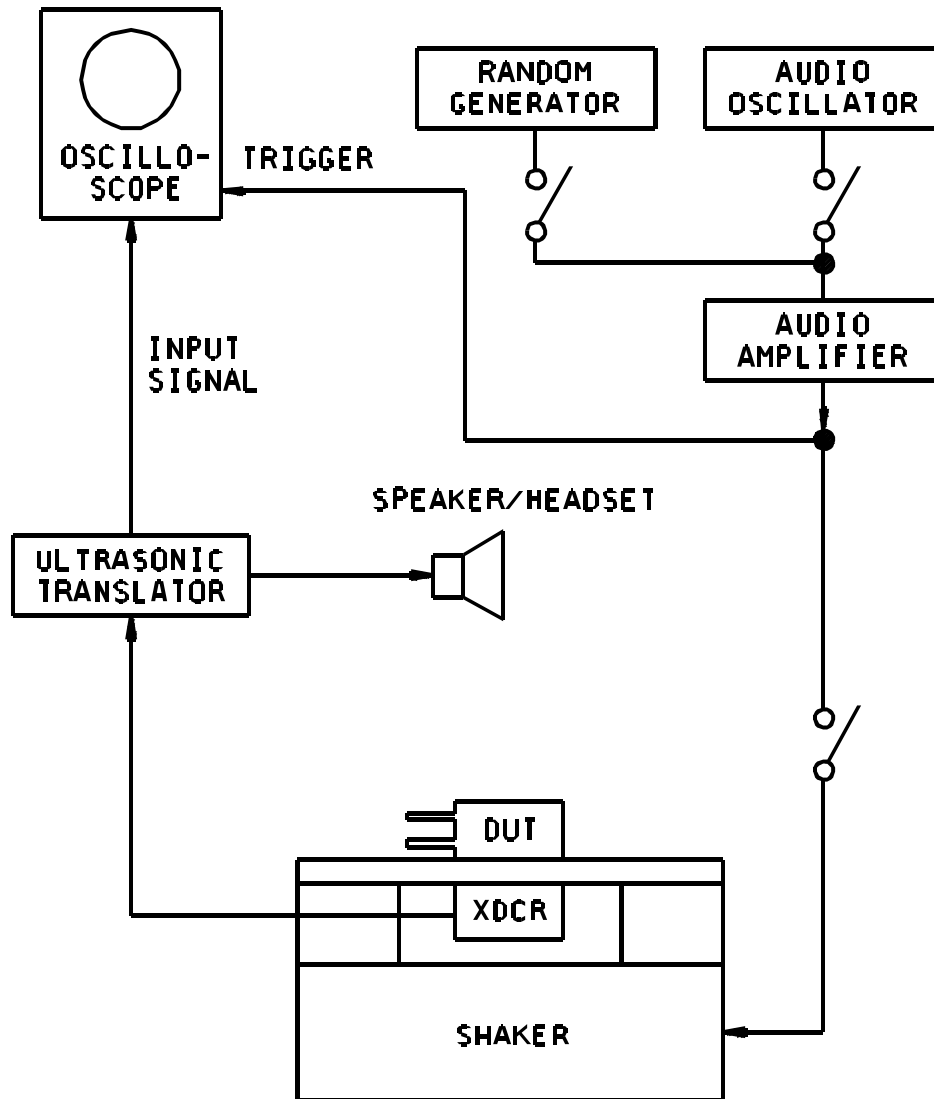 RANDOM
GENERATOR
AUDIO
OSCILLATOR
OSCILLO-
SCOPE
TRIGGER
AUDIO
AMPLIFIER
INPUT
SIGNAL
SPEAKER/HEADSET
ULTRASONIC
TRANSLATOR
DUT
XDCR
SHAKER